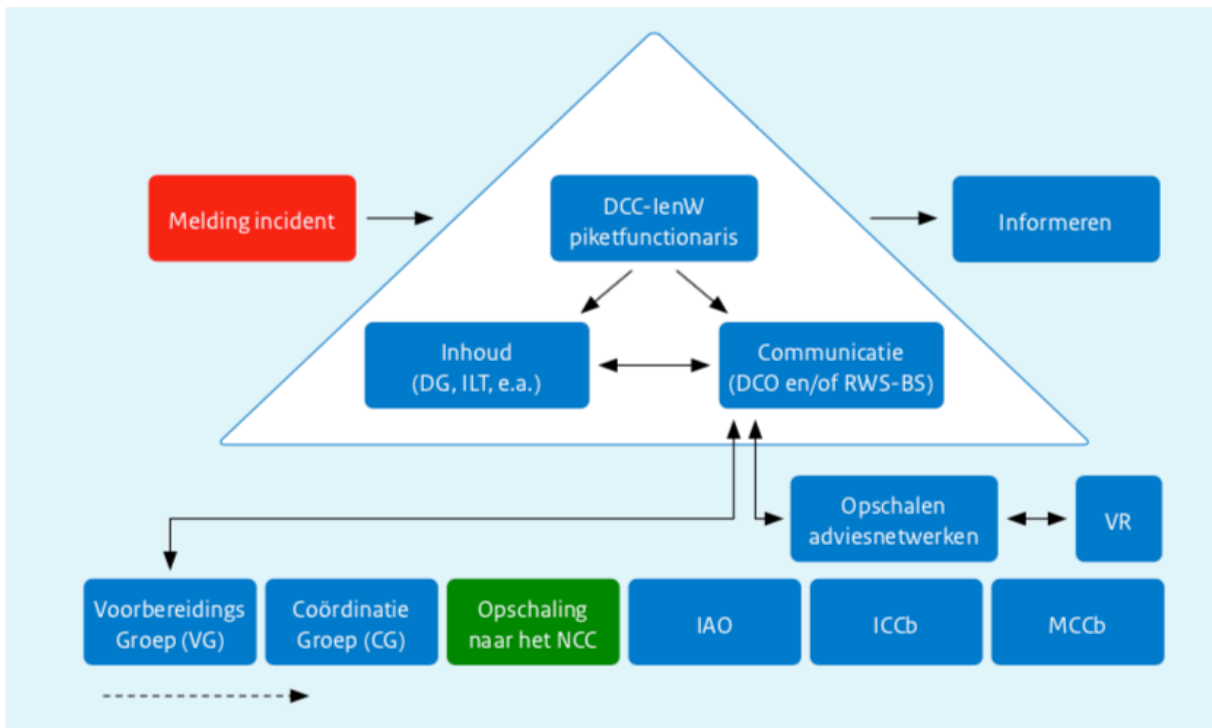 Melding incident
DCC-IenW
piketfunctionaris
Informeren
Inhoud
(DG, ILT, e.a.)
Communicatie
(DCO en/of RWS-BS)
Opschalen
adviesnetwerken
VR
Voorbereidings
Groep (VG)
Coördinatie
Groep (CG)
Opschaling
naar het NCC
IAO
ICCb
MCCb